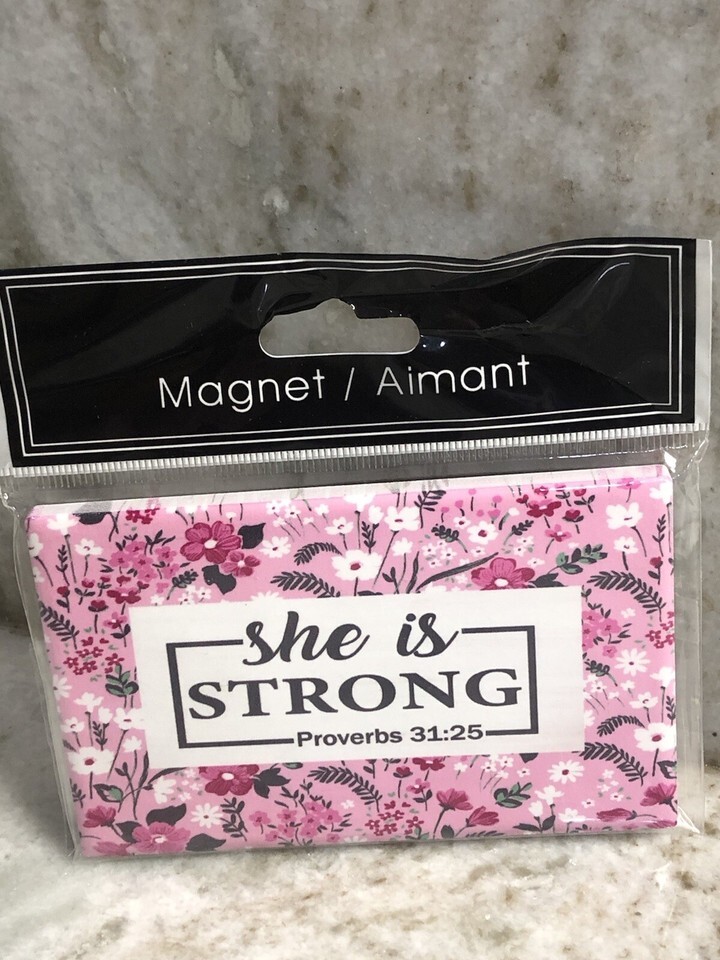 Magnet / Aimant
she is
STRONG
Proverbs 31:25